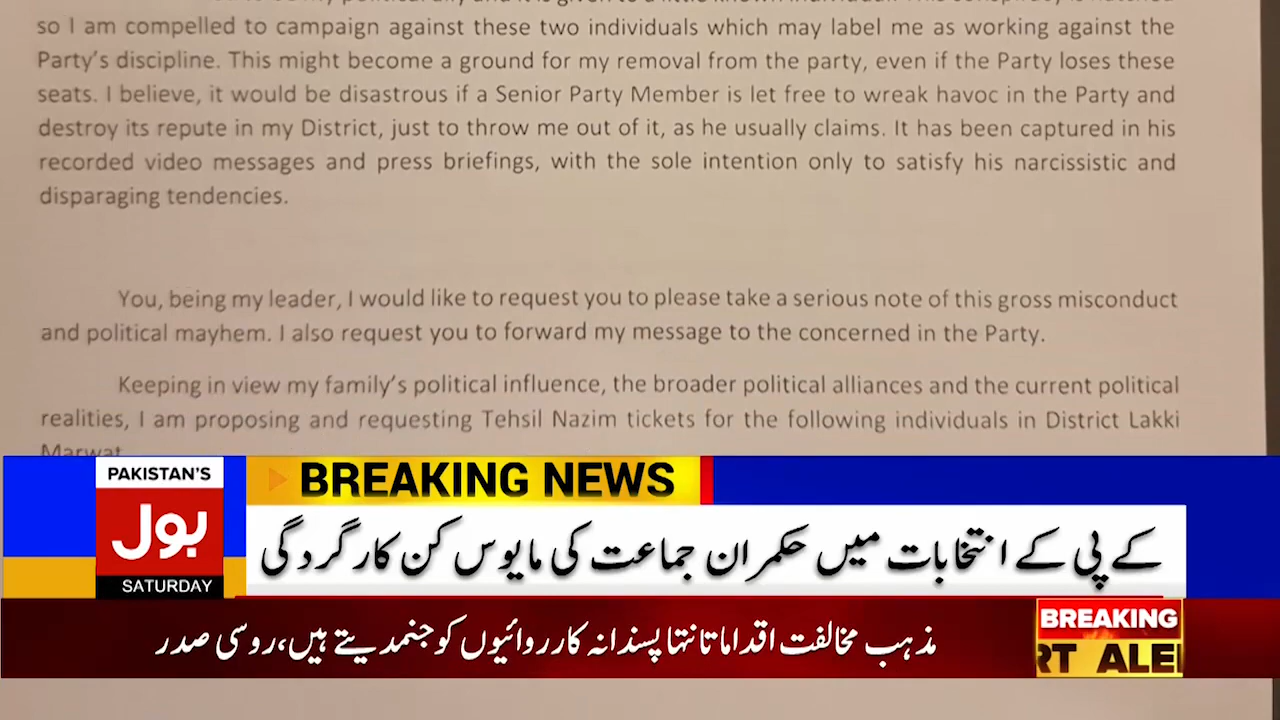 so I am compelled to campaign against these two individuals which may label me as working against the
Party's discipline. This might become a ground for my removal from the party, even if the Party loses these
seats. I believe, it would be disastrous if a Senior Party Member is let free to wreak havoc in the Party and
destroy its repute in my District, just to throw me out of it, as he usually claims. It has been captured in his
recorded video messages and press briefings, with the sole intention only to satisfy his narcissistic and
disparaging tendencies.
You, being my leader, I would like to request you to please take a serious note of this gross misconduct
and political mayhem. I also request you to forward my message to the concerned in the Party.
Keeping in view my family's political influence, the broader political alliances and the current political
realities, I am proposing and requesting Tehsil Nazim tickets for the following individuals in District Lakki
Marwat
PAKISTAN'S
بول
SATURDAY
BREAKING NEWS
کے پی کے انتخابات میں حکمران جماعت کی مایوس کن کارگردگی
مذہب مخالفت اقداماتانتہاپسندانہ کارروائیوں کوجنمدیتے ہیں،روسی صدر
BREAKING
RT ALE